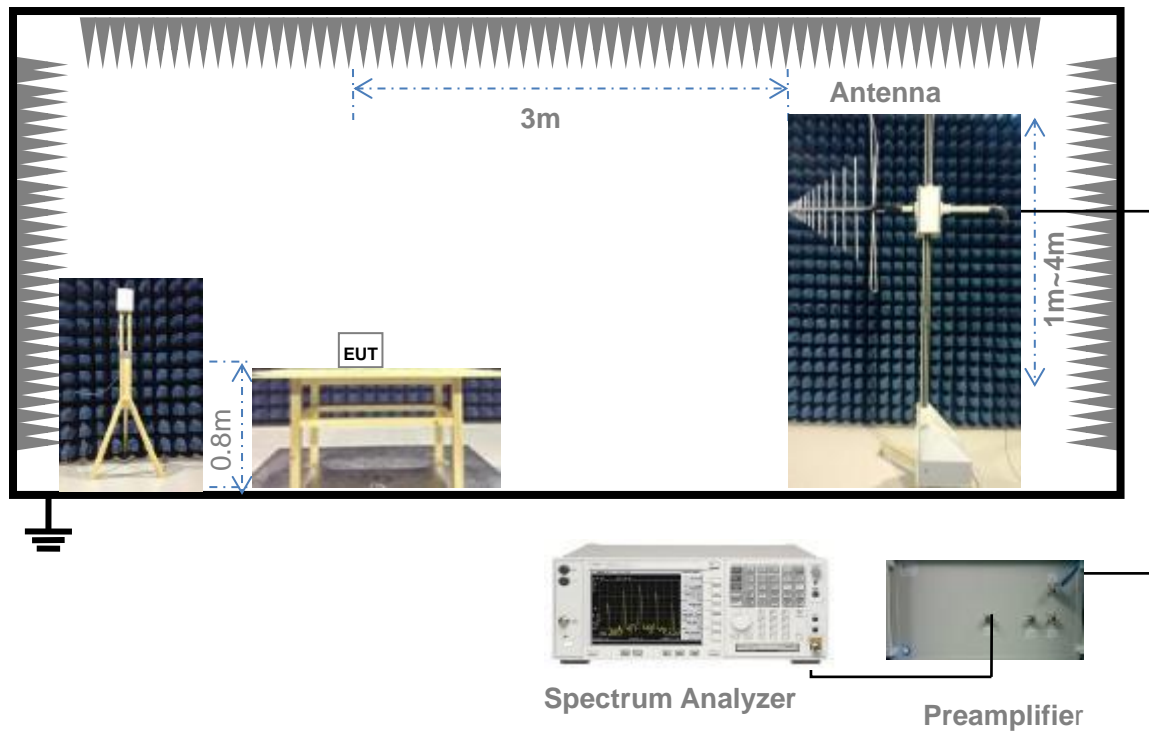 Antenna
3m
1m~4m
EUT
0.8m
Spectrum Analyzer
Preamplifier